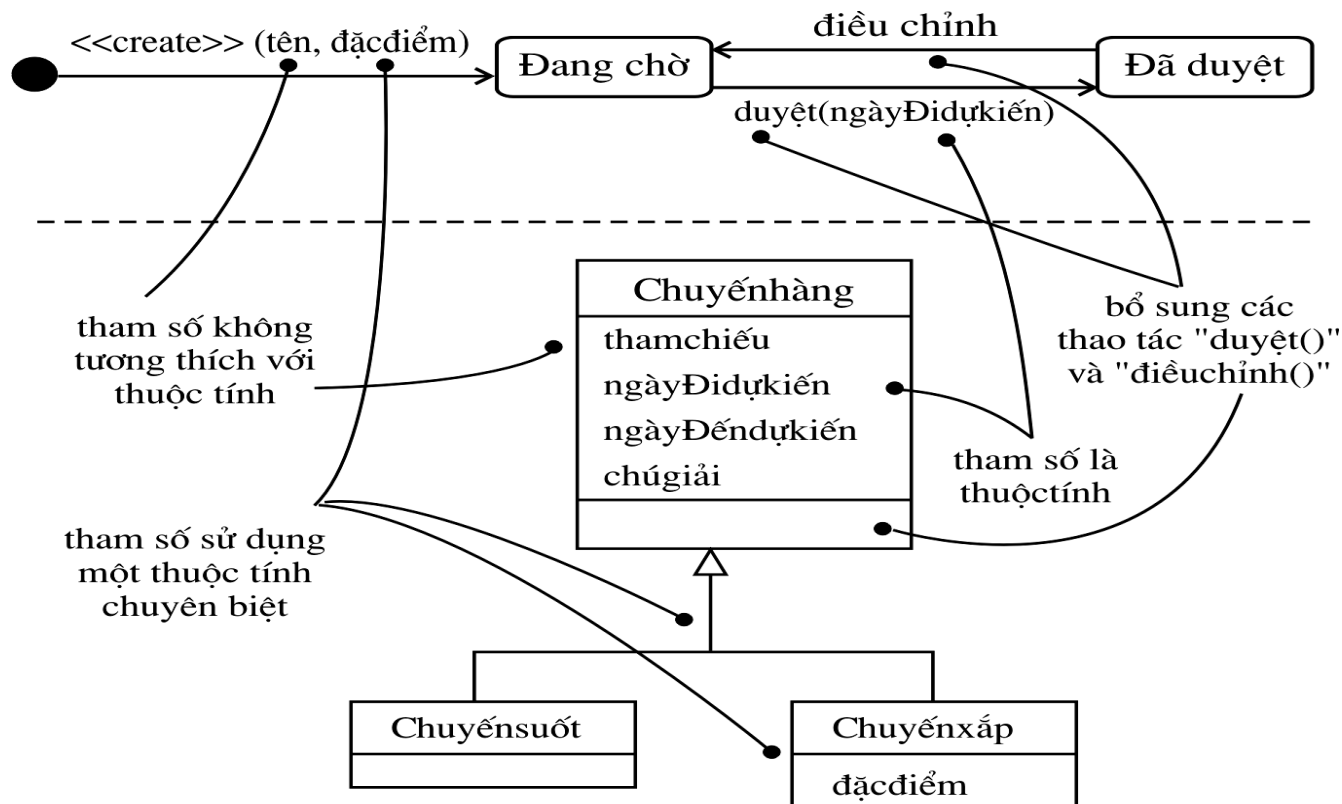 <<create>> (tên, đặcđiểm)
điều chỉnh
Đang chờ
Đã duyệt
duyệt(ngàyĐidựkiến)
Chuyếnhàng
thamchiếu
ngàyĐidựkiến
ngàyĐếndựkiến
chúgiải
tham số không
tương thích với
thuộc tính
bổ sung các
thao tác "duyệt()"
và "điềuchỉnh()"
tham số là
thuộctính
tham số sử dụng
một thuộc tính
chuyên biệt
Chuyếnsuốt
Chuyếnxắp
đặcđiểm